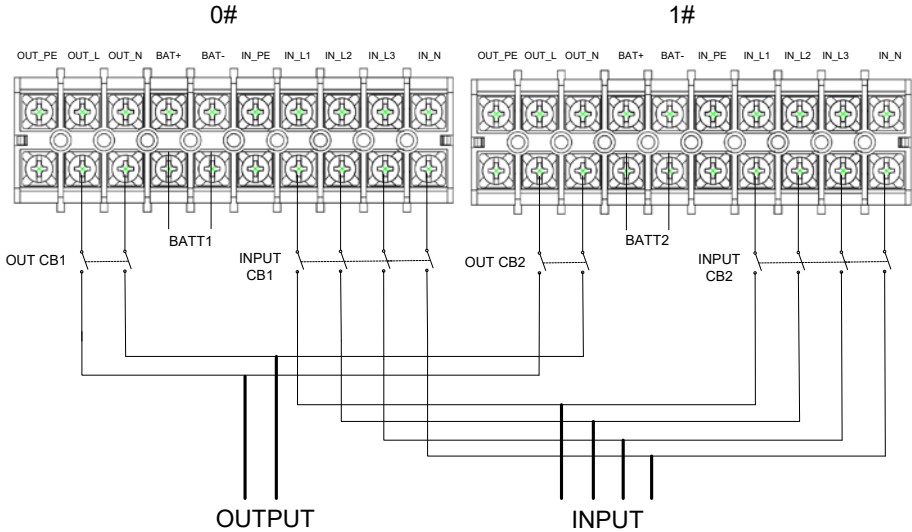 0# 1#
OUT_PE OUT_L OUT_N BAT+ BAT- IN_PE IN_L1 IN_L2 IN_L3 IN_N
OUT_PE OUT_L OUT_N BAT+ BAT- IN_PE IN_L1 IN_L2 IN_L3 IN_N
BATT1
BATT2
OUT CB1
INPUT
CB1
OUT CB2
INPUT
CB2
OUTPUT
INPUT